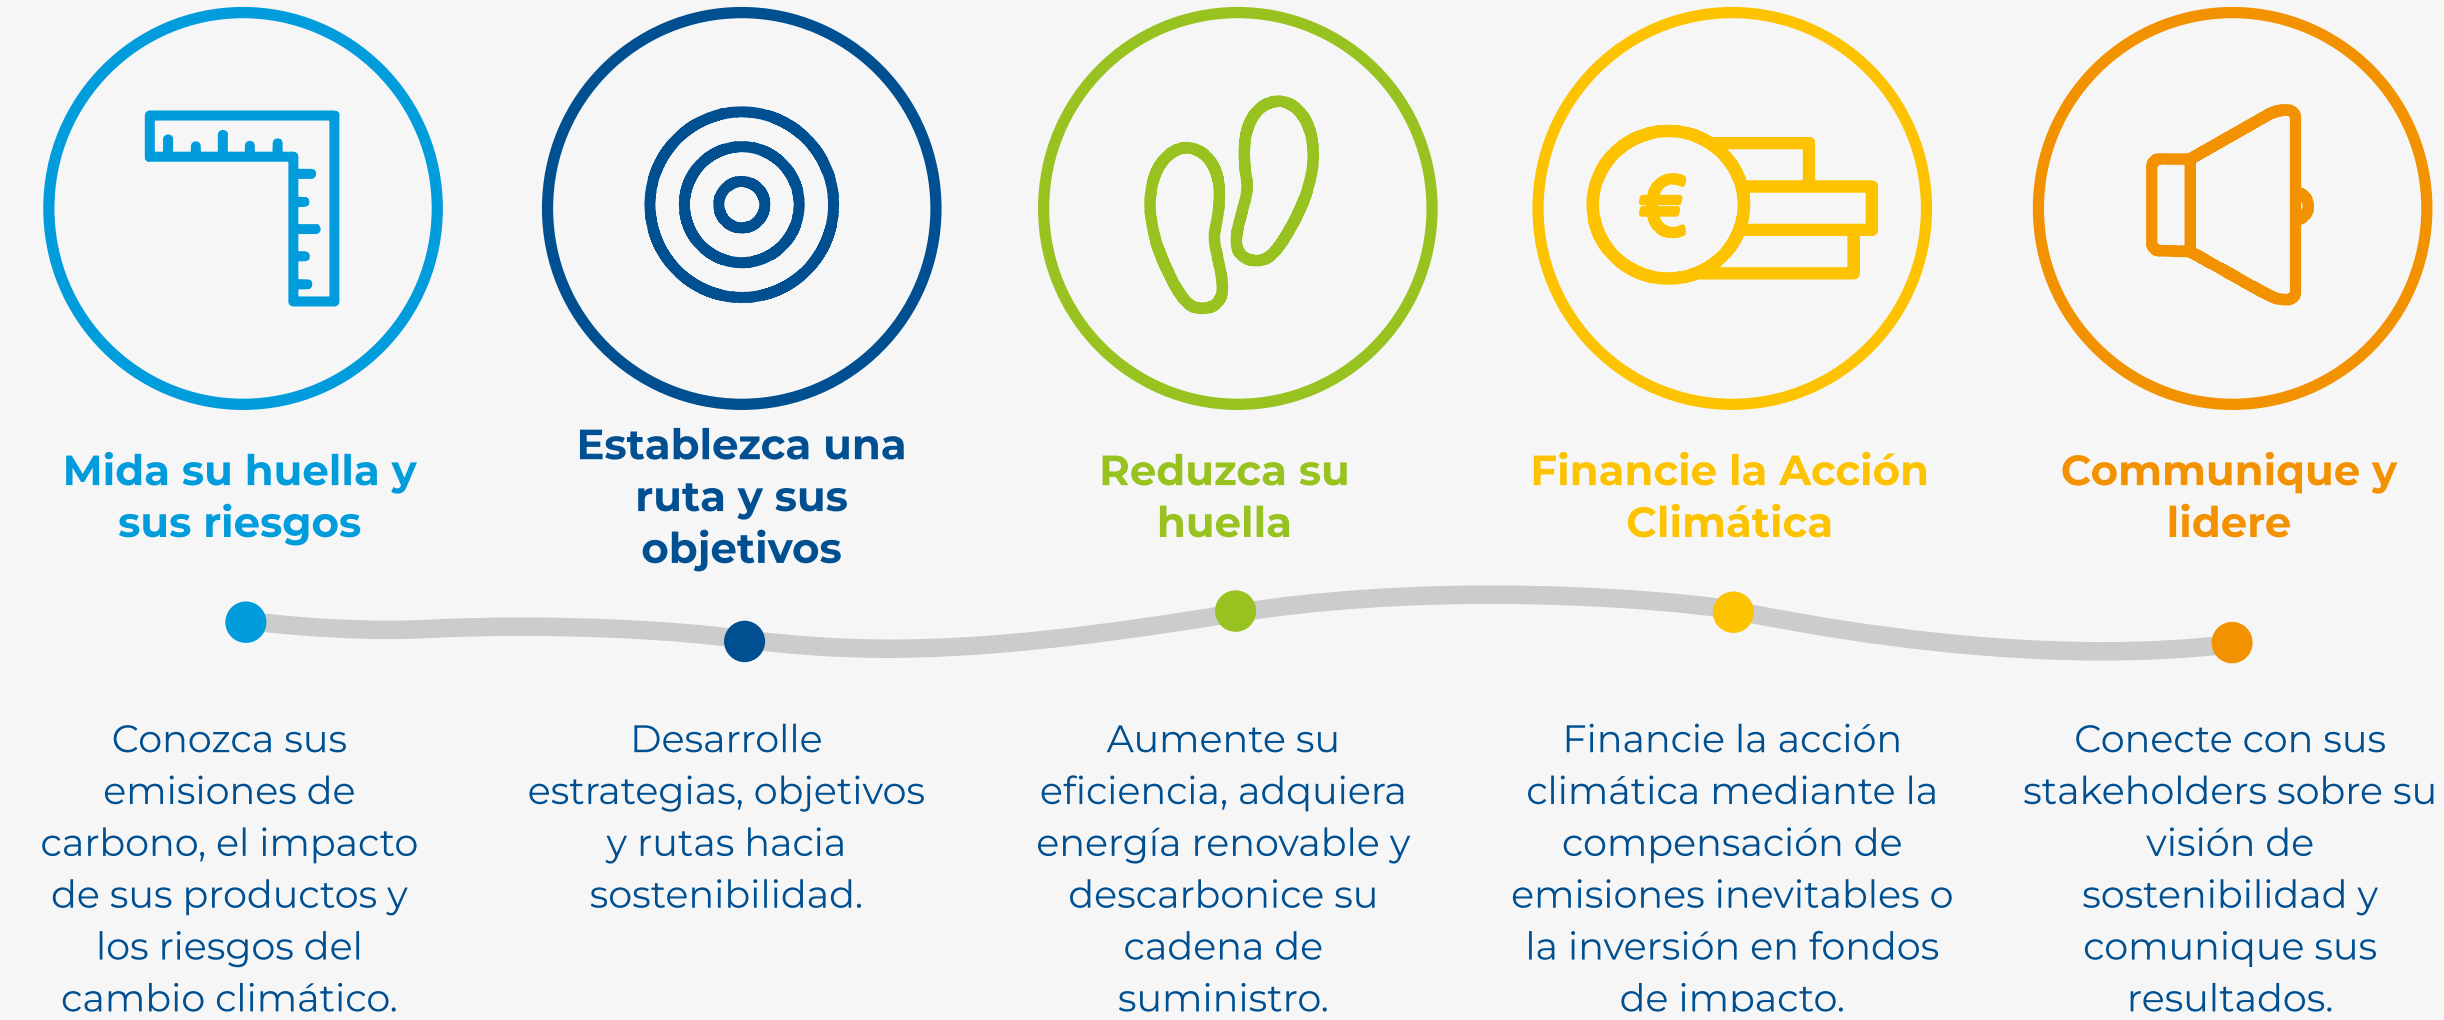 €
Mida su huella y
sus riesgos
Establezca una
ruta y sus
objetivos
Reduzca su
huella
Financie la Acción
Climática
Communique y
lidere
Conozca sus
emisiones de
carbono, el impacto
de sus productos y
los riesgos del
cambio climático.
Desarrolle
estrategias, objetivos
y rutas hacia
sostenibilidad.
Aumente su
eficiencia, adquiera
energía renovable y
descarbonice su
cadena de
suministro.
Financie la acción
climática mediante la
compensación de
emisiones inevitables o
la inversión en fondos
de impacto.
Conecte con sus
stakeholders sobre su
visión de
sostenibilidad y
comunique sus
resultados.